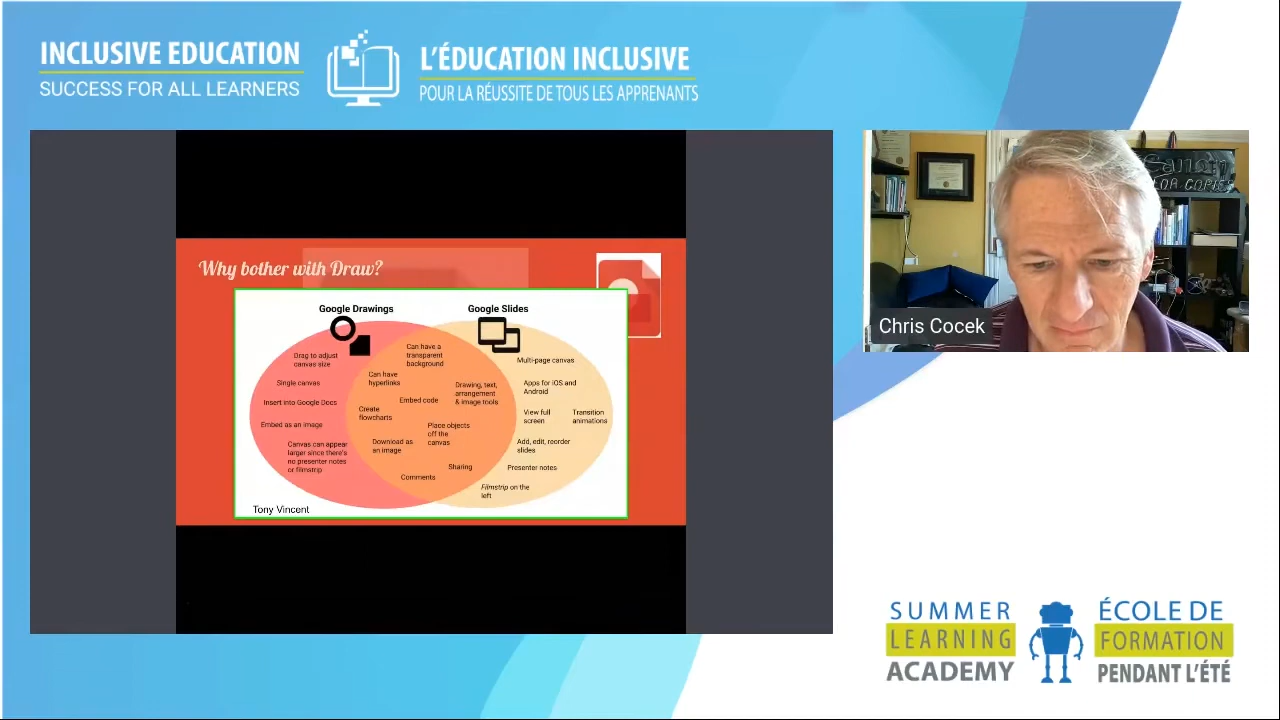 INCLUSIVE EDUCATION
SUCCESS FOR ALL LEARNERS
L'ÉDUCATION INCLUSIVE
POUR LA RÉUSSITE DE TOUS LES APPRENANTS
Why bother with Draw?
Google Drawings
Google Slides
Drag to adjust
canvas size
Single canvas
Insert into Google Docs
Embed as an image
Canvas can appear
larger since there's
no presenter notes
or filmstrip
Can have a
transparent
background
Can have
hyperlinks
Drawing, text,
arrangement
& image tools
Embed code
Create
flowcharts
Place objects
off the
canvas
Download as
an image
Sharing
Comments
Multi-page canvas
Apps for iOS and
Android
View full
screen
Transition
animations
Add, edit, reorder
slides
Presenter notes
Filmstrip on the
left
Tony Vincent
Canon
COPIER
Chris Cocek
SUMMER
LEARNING
ACADEMY
ÉCOLE DE
FORMATION
PENDANT L'ÉTÉ